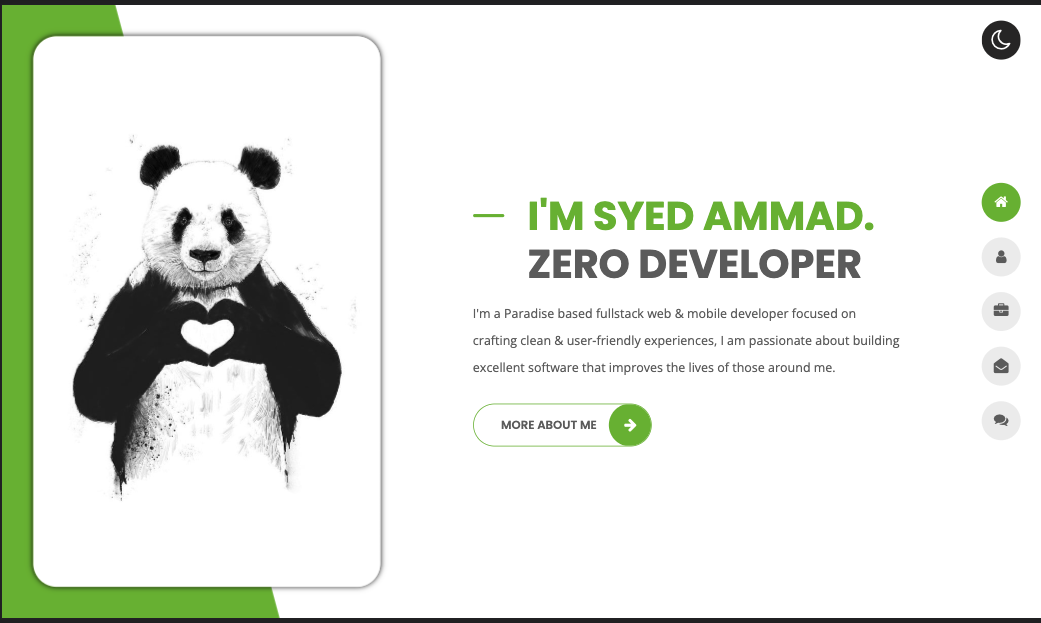 I'M SYED AMMAD.
ZERO DEVELOPER
I'm a Paradise based fullstack web & mobile developer focused on
crafting clean & user-friendly experiences, I am passionate about building
excellent software that improves the lives of those around me.
MORE ABOUT ME